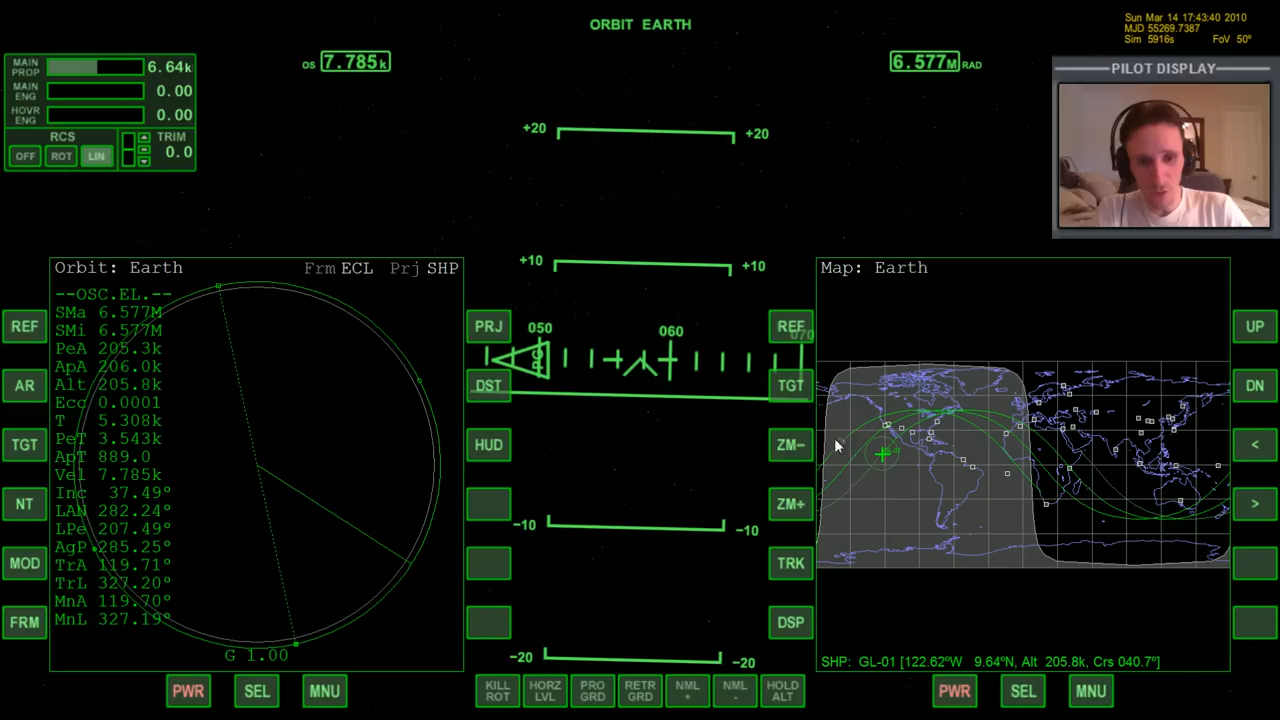 ORBIT EARTH
Sun Mar 14 17:43:40 2010
MJD 55269.7387
Sim 5916s FoV 50°
MAIN PROP 6.64k
MAIN ENG 0.00
HOVR ENG 0.00
RCS TRIM
OFF ROT LIN 0.0
OS 7.785k
6.577M RAD
PILOT DISPLAY
+20 +20
+10 +10
050 060 070
PG
-10 -10
-20 -20
Orbit: Earth Frm ECL Prj SHP
--OSC.EL.--
SMa 6.577M
SMi 6.577M
PeA 205.3k
ApA 206.0k
Alt 205.8k
Ecc 0.0001
T 5.308k
PeT 3.543k
ApT 889.0
Vel 7.785k
Inc 37.49°
LAN 282.24°
LPe 207.49°
AgP 285.25°
TrA 119.71°
TrL 327.20°
MnA 119.70°
MnL 327.19°
G 1.00
REF
AR
TGT
NT
MOD
FRM
PRJ
DST
HUD
PWR SEL MNU
KILL ROT
HORZ LVL
PRO GRD
RETR GRD
NML +
NML -
HOLD ALT
Map: Earth
REF
TGT
ZM-
ZM+
TRK
DSP
UP
DN
<
>
SHP: GL-01 [122.62°W 9.64°N, Alt 205.8k, Crs 040.7°]
PWR SEL MNU